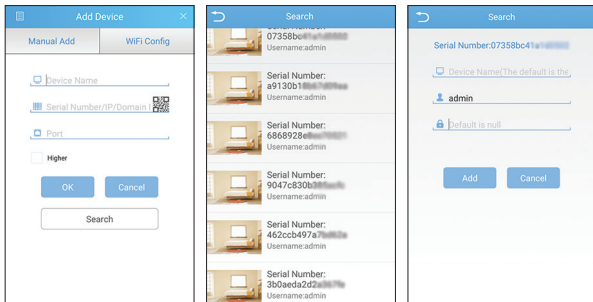 Add Device
Manual Add
WiFi Config
Device Name
Serial Number/IP/Domain
Port
Higher
OK
Cancel
Search
Search
07358bc
Username:admin
Serial Number:
a9130b1
Username:admin
Serial Number:
6868928
Username:admin
Serial Number:
9047c830b
Username:admin
Serial Number:
462ccb497a
Username:admin
Serial Number:
3b0aeda2d2
Username:admin
Search
Serial Number:07358bc4
Device Name(The default is the
admin
Default is null
Add
Cancel